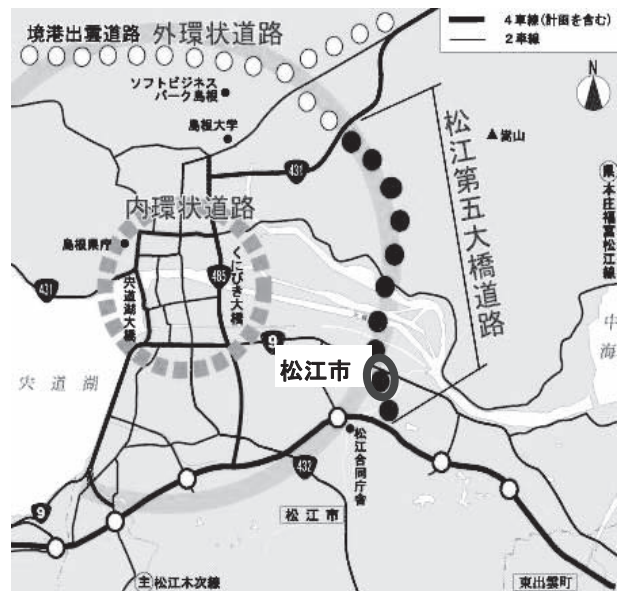 境港出雲道路
外環状道路
4車線(計画を含む)
2車線
N
ソフトビジネス
パーク島根
島根大学
431
松江第五大橋道路
嵩山
県本庄福富松江線
内環状道路
島根県庁
くにびき大橋
485
宍道湖大橋
431
9
中海
宍道湖
松江市
松江合同庁舎
432
9
松江市
主松江木次線
東出雲町